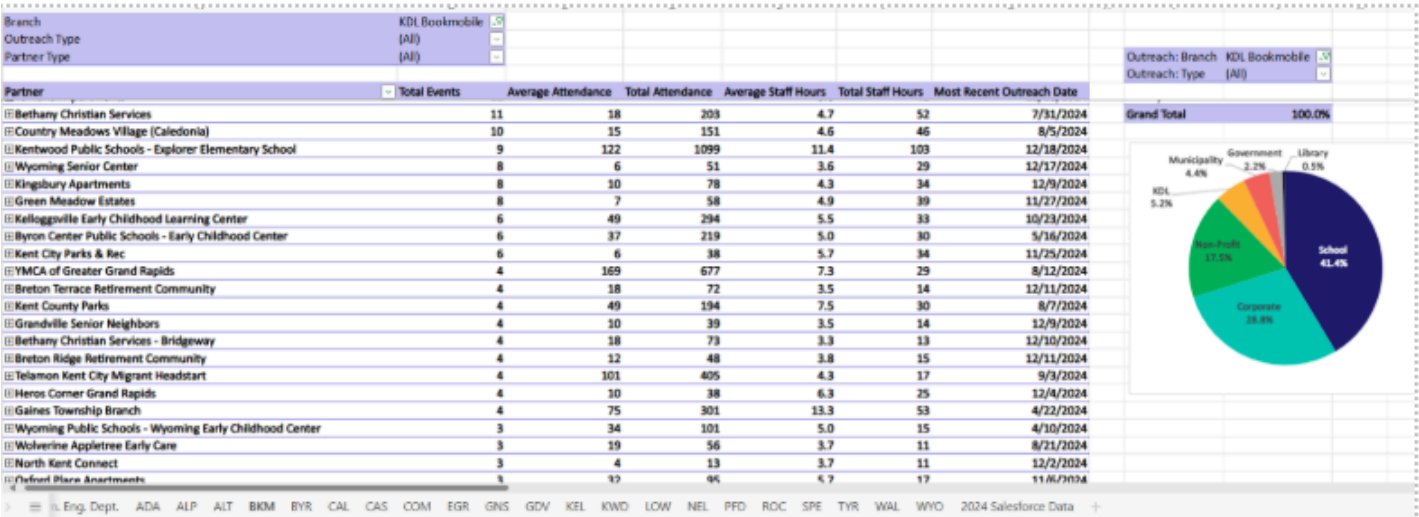 Branch KDL Bookmobile
Outreach Type (All)
Partner Type (All)
Outreach: Branch KDL Bookmobile
Outreach: Type (All)
Partner Total Events Average Attendance Total Attendance Average Staff Hours Total Staff Hours Most Recent Outreach Date
Bethany Christian Services 11 18 203 4.7 52 7/31/2024
Grand Total 100.0%
Country Meadows Village (Caledonia) 10 15 151 4.6 46 8/5/2024
Kentwood Public Schools - Explorer Elementary School 9 122 1099 11.4 103 12/18/2024
Wyoming Senior Center 8 6 51 3.6 29 12/17/2024
Kingsbury Apartments 8 10 78 4.3 34 12/9/2024
Green Meadow Estates 8 7 58 4.9 39 11/27/2024
Kelloggsville Early Childhood Learning Center 6 49 294 5.5 33 10/23/2024
Byron Center Public Schools - Early Childhood Center 6 37 219 5.0 30 5/16/2024
Kent City Parks & Rec 6 6 38 5.7 34 11/25/2024
YMCA of Greater Grand Rapids 4 169 677 7.3 29 8/12/2024
Breton Terrace Retirement Community 4 18 72 3.5 14 12/11/2024
Kent County Parks 4 49 194 7.5 30 8/7/2024
Grandville Senior Neighbors 4 10 39 3.5 14 12/9/2024
Bethany Christian Services - Bridgeway 4 18 73 3.3 13 12/10/2024
Breton Ridge Retirement Community 4 12 48 3.8 15 12/11/2024
Telamon Kent City Migrant Headstart 4 101 405 4.3 17 9/3/2024
Heros Corner Grand Rapids 4 10 38 6.3 25 12/4/2024
Gaines Township Branch 4 75 301 13.3 53 4/22/2024
Wyoming Public Schools - Wyoming Early Childhood Center 3 34 101 5.0 15 4/10/2024
Wolverine Appletree Early Care 3 19 56 3.7 11 8/21/2024
North Kent Connect 3 4 13 3.7 11 12/2/2024
Oxford Place Apartments 3 32 95 5.7 17 11/6/2024
Municipality
4.4%
Government
2.2%
Library
0.5%
KDL
5.2%
Non-Profit
17.5%
School
41.4%
Corporate
28.8%
Eng. Dept. ADA ALP ALT BKM BYR CAL CAS COM EGR GNS GDV KEL KWD LOW NEL PFD ROC SPE TYR WAL WYO 2024 Salesforce Data